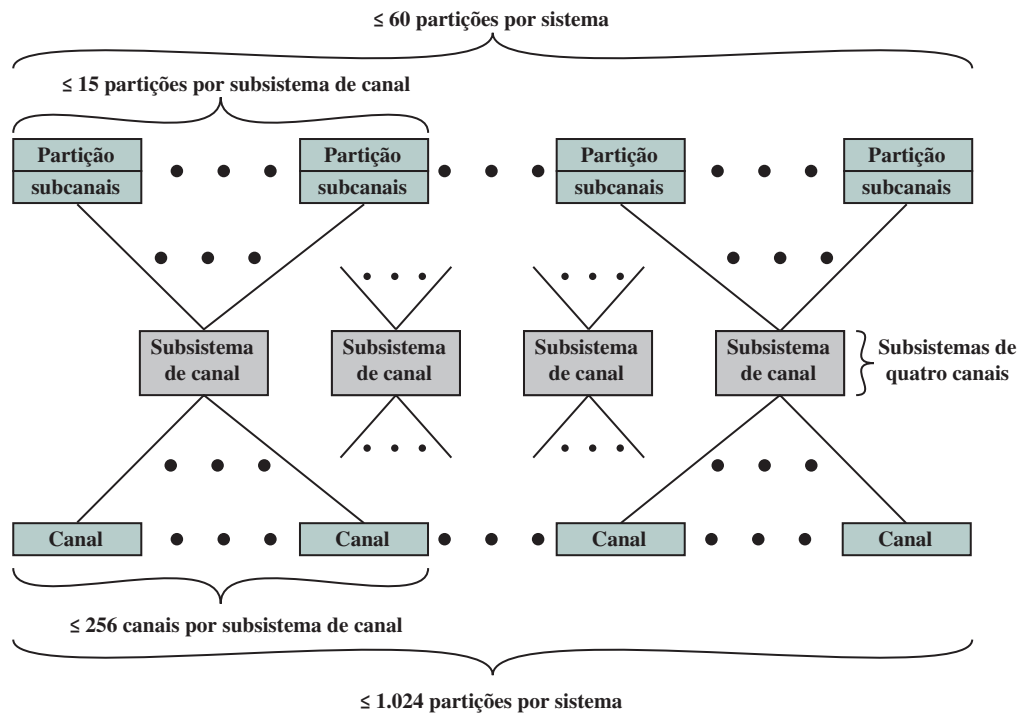 ≤ 60 partições por sistema
≤ 15 partições por subsistema de canal
Partição
subcanais
Partição
subcanais
Partição
subcanais
Partição
subcanais
Subsistema
de canal
Subsistema
de canal
Subsistema
de canal
Subsistema
de canal
Subsistemas de
quatro canais
Canal
Canal
Canal
Canal
≤ 256 canais por subsistema de canal
≤ 1.024 partições por sistema